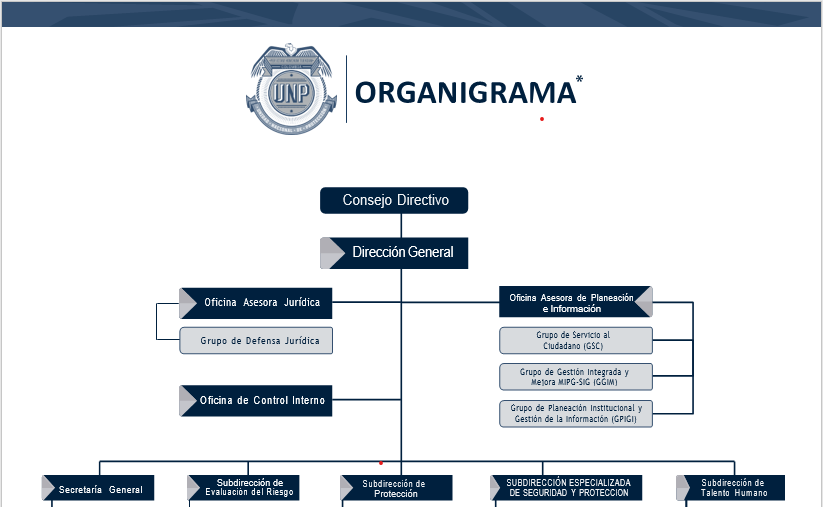 UNP
ORGANIGRAMA*
Consejo Directivo
Dirección General
Oficina Asesora Jurídica
Grupo de Defensa Jurídica
Oficina de Control Interno
Oficina Asesora de Planeación
e Información
Grupo de Servicio al
Ciudadano (GSC)
Grupo de Gestión Integrada y
Mejora MIPG-SIG (GGIM)
Grupo de Planeación Institucional y
Gestión de la Información (GPIGI)
Secretaría General
Subdirección de
Evaluación del Riesgo
Subdirección de
Protección
SUBDIRECCIÓN ESPECIALIZADA
DE SEGURIDAD Y PROTECCION
Subdirección de
Talento Humano